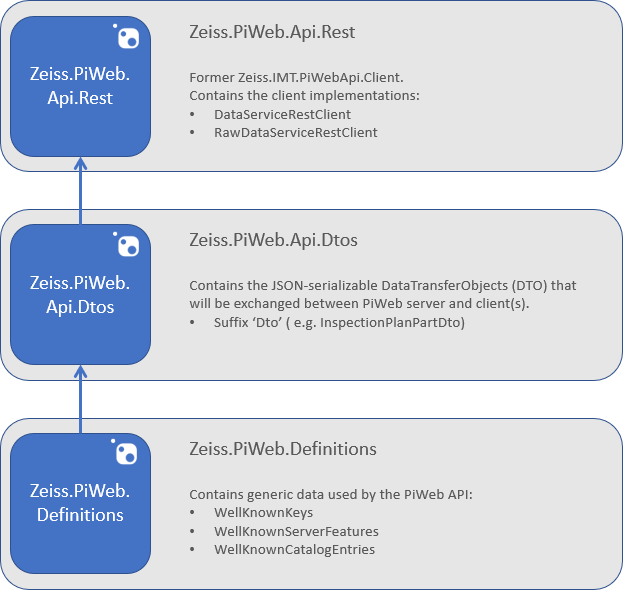 Zeiss.PiWeb.
Api.Rest
Zeiss.PiWeb.Api.Rest
Former Zeiss.IMT.PiWebApi.Client.
Contains the client implementations:
• DataServiceRestClient
• RawDataServiceRestClient
Zeiss.PiWeb.
Api.Dtos
Zeiss.PiWeb.Api.Dtos
Contains the JSON-serializable DataTransferObjects (DTO) that
will be exchanged between PiWeb server and client(s).
• Suffix ‘Dto’ ( e.g. InspectionPlanPartDto)
Zeiss.PiWeb.
Definitions
Zeiss.PiWeb.Definitions
Contains generic data used by the PiWeb API:
• WellKnownKeys
• WellKnownServerFeatures
• WellKnownCatalogEntries